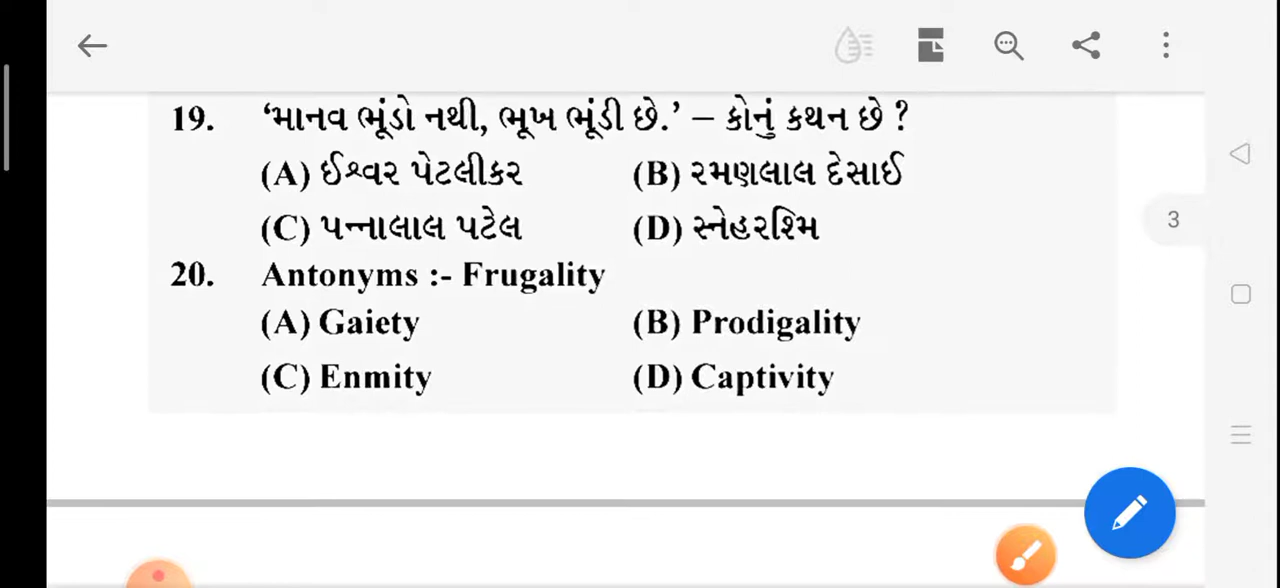 19. ‘માનવ ભૂંડો નથી, ભૂખ ભૂંડી છે.’ – કોનું કથન છે ?
(A) ઈશ્વર પેટલીકર (B) રમણલાલ દેસાઈ
(C) પન્નાલાલ પટેલ (D) સ્નેહરશ્મિ
3
20. Antonyms :- Frugality
(A) Gaiety (B) Prodigality
(C) Enmity (D) Captivity